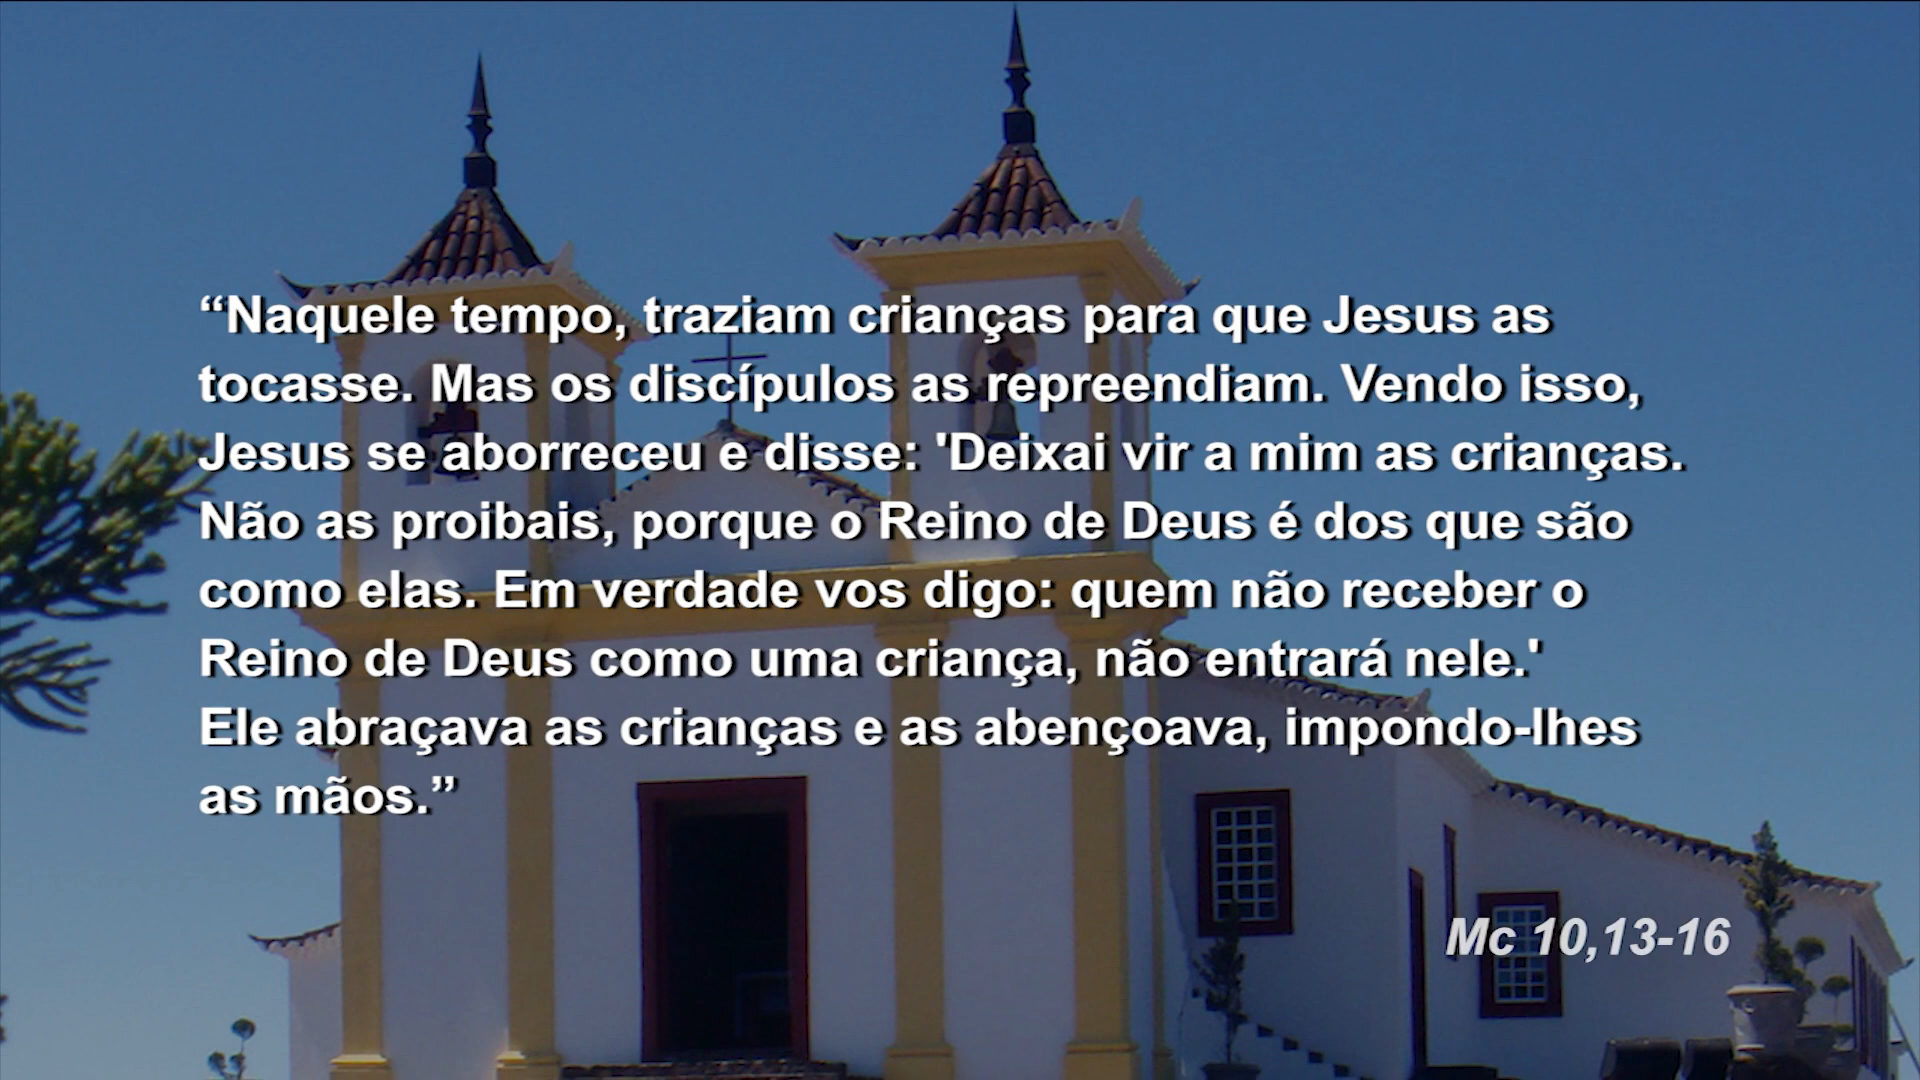 “Naquele tempo, traziam crianças para que Jesus as
tocasse. Mas os discípulos as repreendiam. Vendo isso,
Jesus se aborreceu e disse: 'Deixai vir a mim as crianças.
Não as proibais, porque o Reino de Deus é dos que são
como elas. Em verdade vos digo: quem não receber o
Reino de Deus como uma criança, não entrará nele.'
Ele abraçava as crianças e as abençoava, impondo-lhes
as mãos.”
Mc 10,13-16